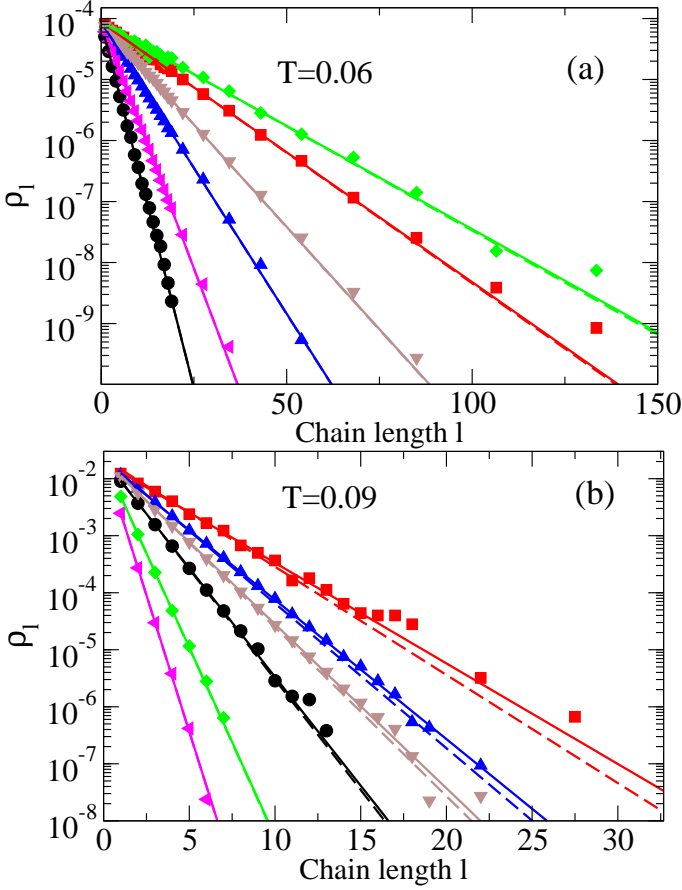 10⁻⁴
(a)
T=0.06
10⁻⁵
10⁻⁶
ρₗ
10⁻⁷
10⁻⁸
10⁻⁹
0 50 100 150
Chain length l
10⁻²
(b)
T=0.09
10⁻³
10⁻⁴
ρₗ
10⁻⁵
10⁻⁶
10⁻⁷
10⁻⁸
0 5 10 15 20 25 30
Chain length l